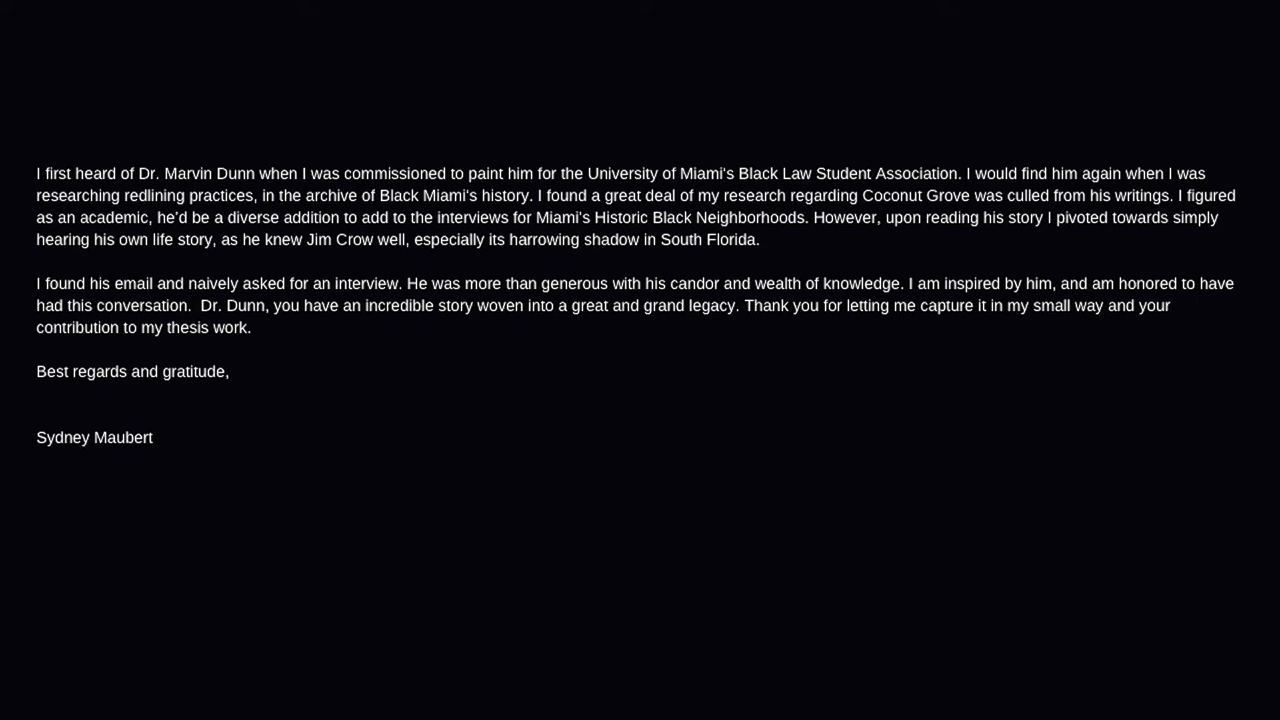 I first heard of Dr. Marvin Dunn when I was commissioned to paint him for the University of Miami's Black Law Student Association. I would find him again when I was
researching redlining practices, in the archive of Black Miami's history. I found a great deal of my research regarding Coconut Grove was culled from his writings. I figured
as an academic, he'd be a diverse addition to add to the interviews for Miami's Historic Black Neighborhoods. However, upon reading his story I pivoted towards simply
hearing his own life story, as he knew Jim Crow well, especially its harrowing shadow in South Florida.
I found his email and naively asked for an interview. He was more than generous with his candor and wealth of knowledge. I am inspired by him, and am honored to have
had this conversation.  Dr. Dunn, you have an incredible story woven into a great and grand legacy. Thank you for letting me capture it in my small way and your
contribution to my thesis work.
Best regards and gratitude,
Sydney Maubert